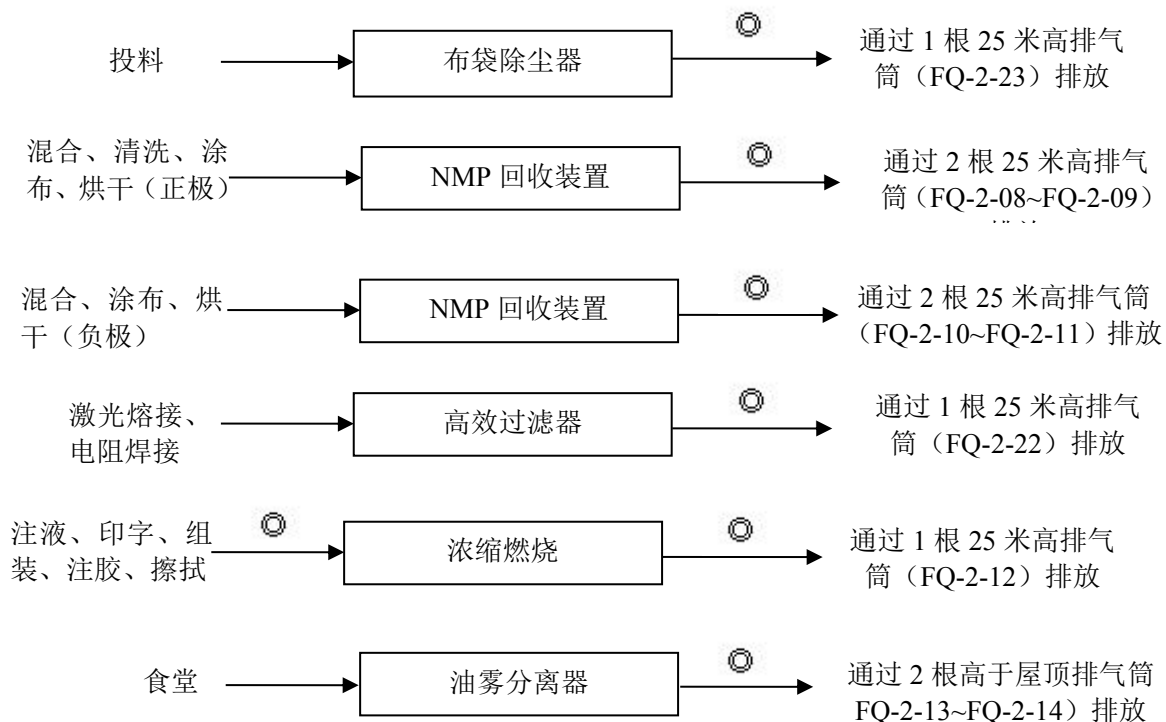 投料
布袋除尘器
通过 1 根 25 米高排气
筒（FQ-2-23）排放
混合、清洗、涂
布、烘干（正极）
NMP 回收装置
通过 2 根 25 米高排气
筒（FQ-2-08~FQ-2-09）
混合、涂布、烘
干（负极）
NMP 回收装置
通过 2 根 25 米高排气筒
（FQ-2-10~FQ-2-11）排放
激光熔接、
电阻焊接
高效过滤器
通过 1 根 25 米高排气
筒（FQ-2-22）排放
注液、印字、组
装、注胶、擦拭
浓缩燃烧
通过 1 根 25 米高排气
筒（FQ-2-12）排放
食堂
油雾分离器
通过 2 根高于屋顶排气筒
FQ-2-13~FQ-2-14）排放